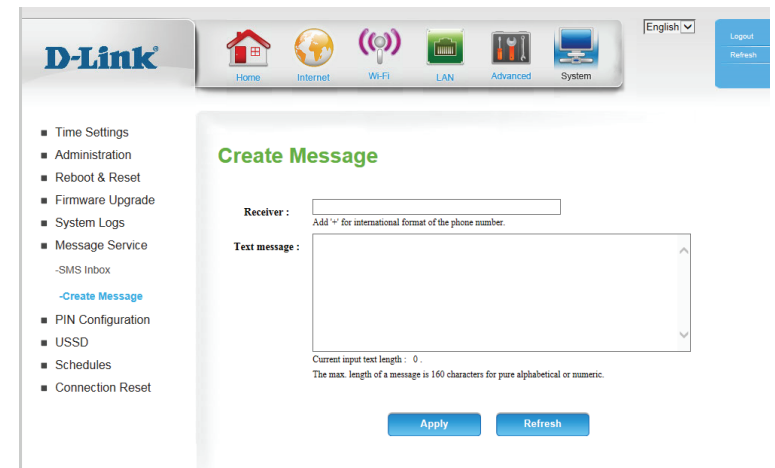 D-Link
Home
Internet
Wi-Fi
LAN
Advanced
System
English
Logout
Refresh
Time Settings
Administration
Reboot & Reset
Firmware Upgrade
System Logs
Message Service
-SMS Inbox
-Create Message
PIN Configuration
USSD
Schedules
Connection Reset
Create Message
Receiver :
Add '+' for international format of the phone number.
Text message :
Current input text length : 0 .
The max. length of a message is 160 characters for pure alphabetical or numeric.
Apply
Refresh